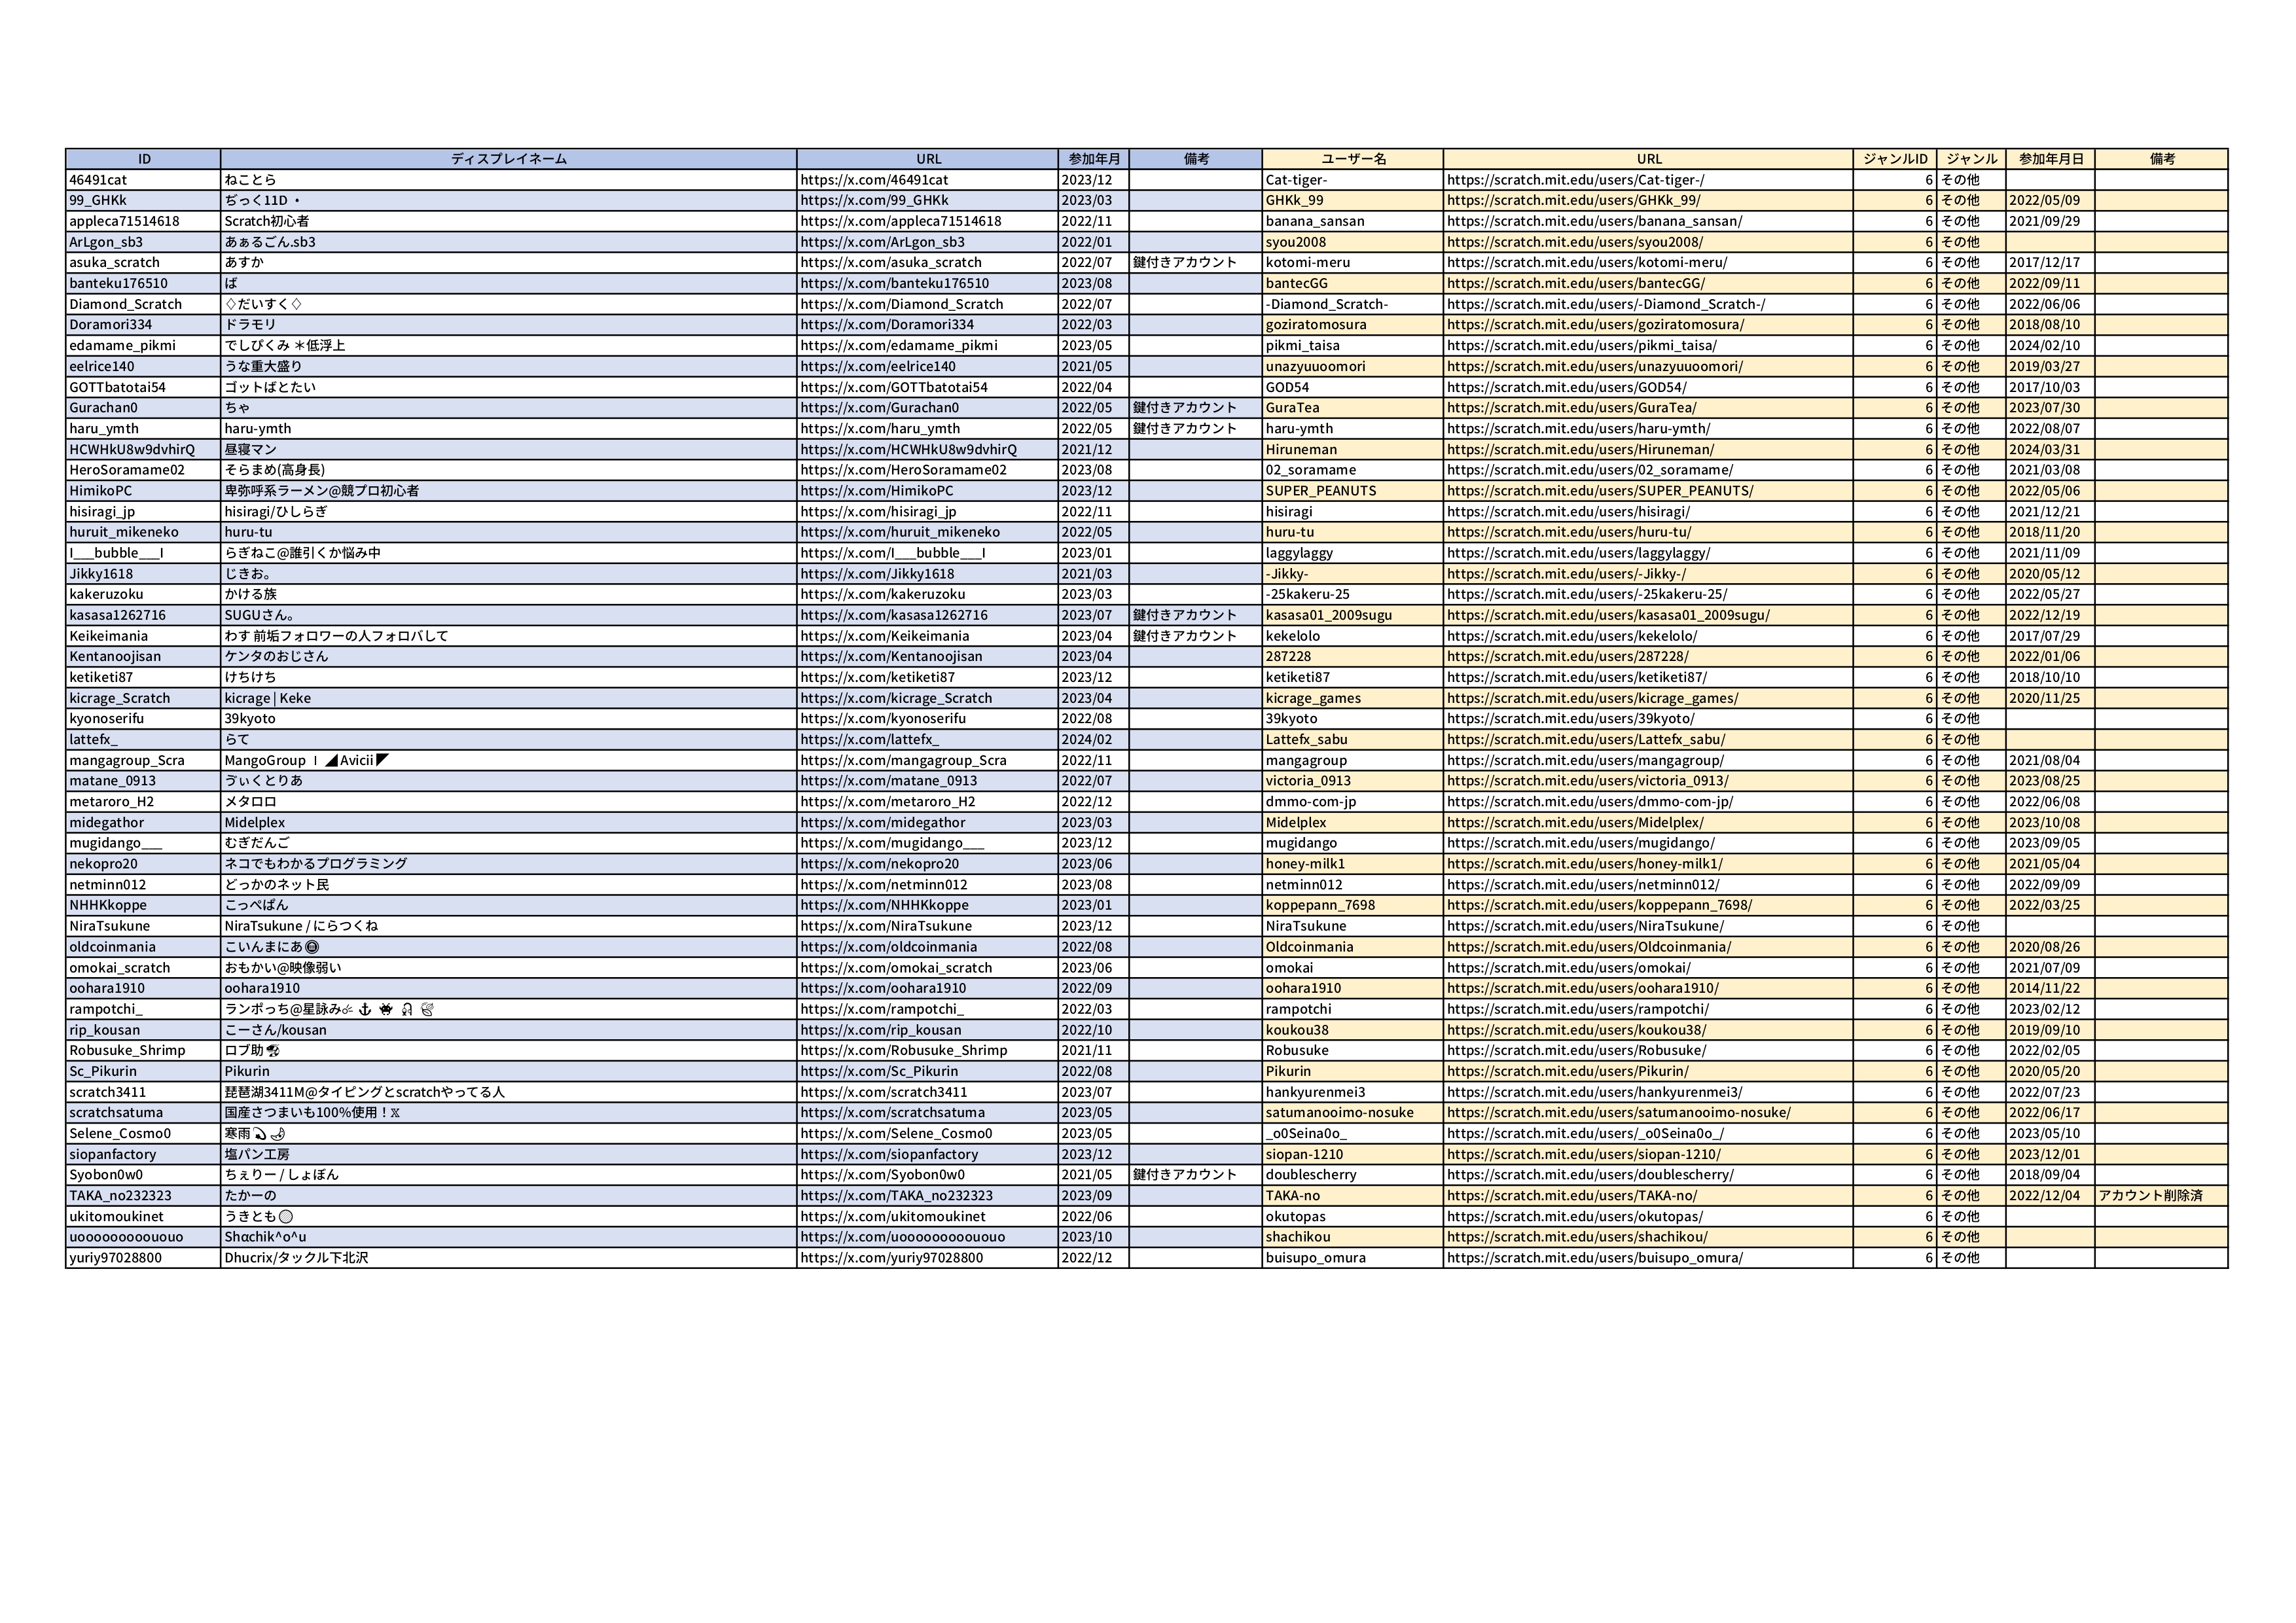 ID ディスプレイネーム URL 参加年月 備考 ユーザー名 URL ジャンルID ジャンル 参加年月日 備考
46491cat ねことら https://x.com/46491cat 2023/12 Cat-tiger- https://scratch.mit.edu/users/Cat-tiger-/ 6 その他
99_GHKk ぢっく11D ・ https://x.com/99_GHKk 2023/03 GHKk_99 https://scratch.mit.edu/users/GHKk_99/ 6 その他 2022/05/09
appleca71514618 Scratch初心者 https://x.com/appleca71514618 2022/11 banana_sansan https://scratch.mit.edu/users/banana_sansan/ 6 その他 2021/09/29
ArLgon_sb3 あぁるごん.sb3 https://x.com/ArLgon_sb3 2022/01 syou2008 https://scratch.mit.edu/users/syou2008/ 6 その他
asuka_scratch あすか https://x.com/asuka_scratch 2022/07 鍵付きアカウント kotomi-meru https://scratch.mit.edu/users/kotomi-meru/ 6 その他 2017/12/17
banteku176510 ば https://x.com/banteku176510 2023/08 bantecGG https://scratch.mit.edu/users/bantecGG/ 6 その他 2022/09/11
Diamond_Scratch ♢だいすく♢ https://x.com/Diamond_Scratch 2022/07 -Diamond_Scratch- https://scratch.mit.edu/users/-Diamond_Scratch-/ 6 その他 2022/06/06
Doramori334 ドラモリ https://x.com/Doramori334 2022/03 goziratomosura https://scratch.mit.edu/users/goziratomosura/ 6 その他 2018/08/10
edamame_pikmi でしぴくみ ＊低浮上 https://x.com/edamame_pikmi 2023/05 pikmi_taisa https://scratch.mit.edu/users/pikmi_taisa/ 6 その他 2024/02/10
eelrice140 うな重大盛り https://x.com/eelrice140 2021/05 unazyuuoomori https://scratch.mit.edu/users/unazyuuoomori/ 6 その他 2019/03/27
GOTTbatotai54 ゴットばとたい https://x.com/GOTTbatotai54 2022/04 GOD54 https://scratch.mit.edu/users/GOD54/ 6 その他 2017/10/03
Gurachan0 ちゃ https://x.com/Gurachan0 2022/05 鍵付きアカウント GuraTea https://scratch.mit.edu/users/GuraTea/ 6 その他 2023/07/30
haru_ymth haru-ymth https://x.com/haru_ymth 2022/05 鍵付きアカウント haru-ymth https://scratch.mit.edu/users/haru-ymth/ 6 その他 2022/08/07
HCWHkU8w9dvhirQ 昼寝マン https://x.com/HCWHkU8w9dvhirQ 2021/12 Hiruneman https://scratch.mit.edu/users/Hiruneman/ 6 その他 2024/03/31
HeroSoramame02 そらまめ(高身長) https://x.com/HeroSoramame02 2023/08 02_soramame https://scratch.mit.edu/users/02_soramame/ 6 その他 2021/03/08
HimikoPC 卑弥呼系ラーメン@競プロ初心者 https://x.com/HimikoPC 2023/12 SUPER_PEANUTS https://scratch.mit.edu/users/SUPER_PEANUTS/ 6 その他 2022/05/06
hisiragi_jp hisiragi/ひしらぎ https://x.com/hisiragi_jp 2022/11 hisiragi https://scratch.mit.edu/users/hisiragi/ 6 その他 2021/12/21
huruit_mikeneko huru-tu https://x.com/huruit_mikeneko 2022/05 huru-tu https://scratch.mit.edu/users/huru-tu/ 6 その他 2018/11/20
I___bubble___I らぎねこ@誰引くか悩み中 https://x.com/I___bubble___I 2023/01 laggylaggy https://scratch.mit.edu/users/laggylaggy/ 6 その他 2021/11/09
Jikky1618 じきお。 https://x.com/Jikky1618 2021/03 -Jikky- https://scratch.mit.edu/users/-Jikky-/ 6 その他 2020/05/12
kakeruzoku かける族 https://x.com/kakeruzoku 2023/03 -25kakeru-25 https://scratch.mit.edu/users/-25kakeru-25/ 6 その他 2022/05/27
kasasa1262716 SUGUさん。 https://x.com/kasasa1262716 2023/07 鍵付きアカウント kasasa01_2009sugu https://scratch.mit.edu/users/kasasa01_2009sugu/ 6 その他 2022/12/19
Keikeimania わす 前垢フォロワーの人フォロバして https://x.com/Keikeimania 2023/04 鍵付きアカウント kekelolo https://scratch.mit.edu/users/kekelolo/ 6 その他 2017/07/29
Kentanoojisan ケンタのおじさん https://x.com/Kentanoojisan 2023/04 287228 https://scratch.mit.edu/users/287228/ 6 その他 2022/01/06
ketiketi87 けちけち https://x.com/ketiketi87 2023/12 ketiketi87 https://scratch.mit.edu/users/ketiketi87/ 6 その他 2018/10/10
kicrage_Scratch kicrage | Keke https://x.com/kicrage_Scratch 2023/04 kicrage_games https://scratch.mit.edu/users/kicrage_games/ 6 その他 2020/11/25
kyonoserifu 39kyoto https://x.com/kyonoserifu 2022/08 39kyoto https://scratch.mit.edu/users/39kyoto/ 6 その他
lattefx_ らて https://x.com/lattefx_ 2024/02 Lattefx_sabu https://scratch.mit.edu/users/Lattefx_sabu/ 6 その他
mangagroup_Scra MangoGroup ｌ ◢Avicii◤ https://x.com/mangagroup_Scra 2022/11 mangagroup https://scratch.mit.edu/users/mangagroup/ 6 その他 2021/08/04
matane_0913 ゔぃくとりあ https://x.com/matane_0913 2022/07 victoria_0913 https://scratch.mit.edu/users/victoria_0913/ 6 その他 2023/08/25
metaroro_H2 メタロロ https://x.com/metaroro_H2 2022/12 dmmo-com-jp https://scratch.mit.edu/users/dmmo-com-jp/ 6 その他 2022/06/08
midegathor Midelplex https://x.com/midegathor 2023/03 Midelplex https://scratch.mit.edu/users/Midelplex/ 6 その他 2023/10/08
mugidango___ むぎだんご https://x.com/mugidango___ 2023/12 mugidango https://scratch.mit.edu/users/mugidango/ 6 その他 2023/09/05
nekopro20 ネコでもわかるプログラミング https://x.com/nekopro20 2023/06 honey-milk1 https://scratch.mit.edu/users/honey-milk1/ 6 その他 2021/05/04
netminn012 どっかのネット民 https://x.com/netminn012 2023/08 netminn012 https://scratch.mit.edu/users/netminn012/ 6 その他 2022/09/09
NHHKkoppe こっぺぱん https://x.com/NHHKkoppe 2023/01 koppepann_7698 https://scratch.mit.edu/users/koppepann_7698/ 6 その他 2022/03/25
NiraTsukune NiraTsukune / にらつくね https://x.com/NiraTsukune 2023/12 NiraTsukune https://scratch.mit.edu/users/NiraTsukune/ 6 その他
oldcoinmania こいんまにあ https://x.com/oldcoinmania 2022/08 Oldcoinmania https://scratch.mit.edu/users/Oldcoinmania/ 6 その他 2020/08/26
omokai_scratch おもかい@映像弱い https://x.com/omokai_scratch 2023/06 omokai https://scratch.mit.edu/users/omokai/ 6 その他 2021/07/09
oohara1910 oohara1910 https://x.com/oohara1910 2022/09 oohara1910 https://scratch.mit.edu/users/oohara1910/ 6 その他 2014/11/22
rampotchi_ ランポっち@星詠み ⚓ https://x.com/rampotchi_ 2022/03 rampotchi https://scratch.mit.edu/users/rampotchi/ 6 その他 2023/02/12
rip_kousan こーさん/kousan https://x.com/rip_kousan 2022/10 koukou38 https://scratch.mit.edu/users/koukou38/ 6 その他 2019/09/10
Robusuke_Shrimp ロブ助 https://x.com/Robusuke_Shrimp 2021/11 Robusuke https://scratch.mit.edu/users/Robusuke/ 6 その他 2022/02/05
Sc_Pikurin Pikurin https://x.com/Sc_Pikurin 2022/08 Pikurin https://scratch.mit.edu/users/Pikurin/ 6 その他 2020/05/20
scratch3411 琵琶湖3411M@タイピングとscratchやってる人 https://x.com/scratch3411 2023/07 hankyurenmei3 https://scratch.mit.edu/users/hankyurenmei3/ 6 その他 2022/07/23
scratchsatuma 国産さつまいも100%使用！𝕏 https://x.com/scratchsatuma 2023/05 satumanooimo-nosuke https://scratch.mit.edu/users/satumanooimo-nosuke/ 6 その他 2022/06/17
Selene_Cosmo0 寒雨 https://x.com/Selene_Cosmo0 2023/05 _o0Seina0o_ https://scratch.mit.edu/users/_o0Seina0o_/ 6 その他 2023/05/10
siopanfactory 塩パン工房 https://x.com/siopanfactory 2023/12 siopan-1210 https://scratch.mit.edu/users/siopan-1210/ 6 その他 2023/12/01
Syobon0w0 ちぇりー / しょぼん https://x.com/Syobon0w0 2021/05 鍵付きアカウント doublescherry https://scratch.mit.edu/users/doublescherry/ 6 その他 2018/09/04
TAKA_no232323 たかーの https://x.com/TAKA_no232323 2023/09 TAKA-no https://scratch.mit.edu/users/TAKA-no/ 6 その他 2022/12/04 アカウント削除済
ukitomoukinet うきとも https://x.com/ukitomoukinet 2022/06 okutopas https://scratch.mit.edu/users/okutopas/ 6 その他
uoooooooooououo Shαchik^o^u https://x.com/uoooooooooououo 2023/10 shachikou https://scratch.mit.edu/users/shachikou/ 6 その他
yuriy97028800 Dhucrix/タックル下北沢 https://x.com/yuriy97028800 2022/12 buisupo_omura https://scratch.mit.edu/users/buisupo_omura/ 6 その他